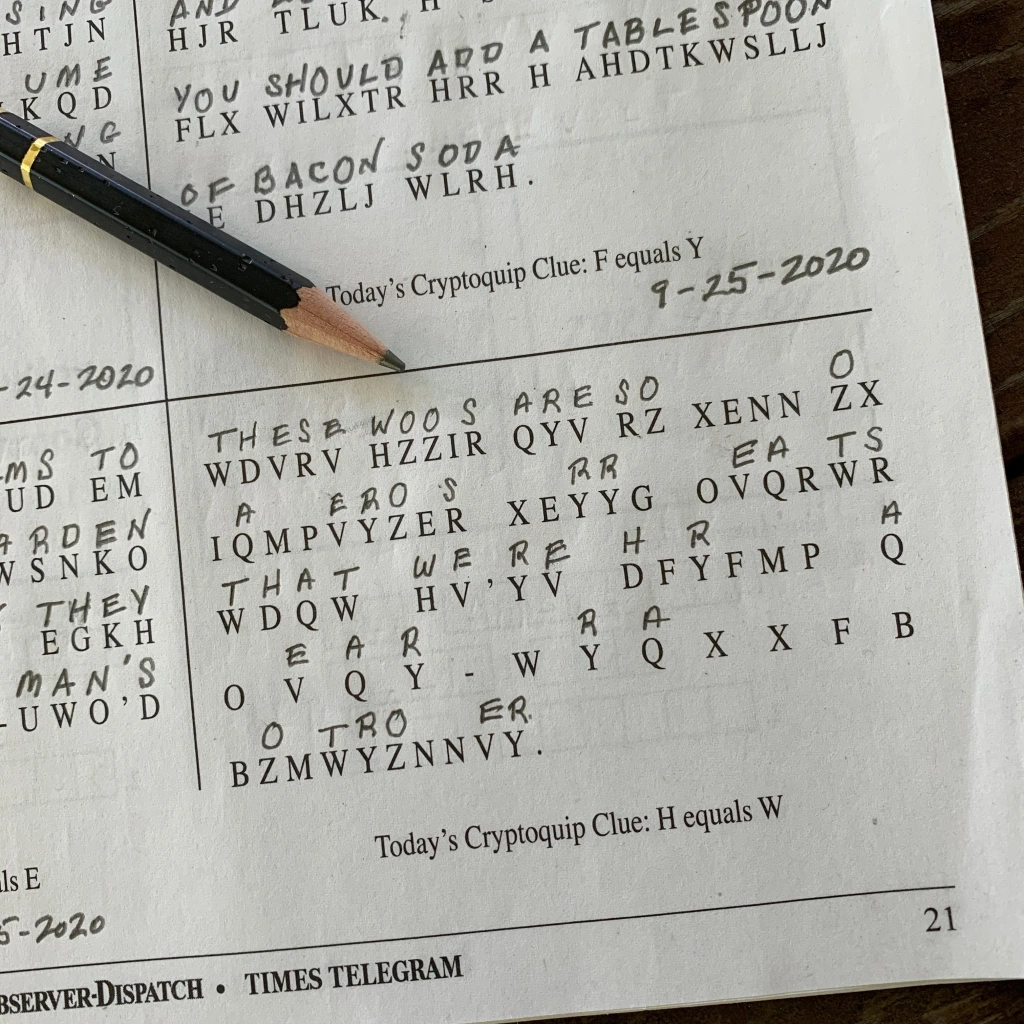 SING
HTJN
UME
KQD
NG
N
-24-2020
MS TO
UD EM
ARDEN
WSNKO
THEY
EGKH
MAN'S
-UWO'D
ls E
5-2020
AND
HJR TLUK.
YOU SHOULD ADD A TABLESPOON
FLX WILXTR HRR H AHDTKWSLLJ
OF BACON SODA
E DHZLJ WLRH.
Today's Cryptoquip Clue: F equals Y
9-25-2020
THESE WOO S ARE SO O
WDVRV HZZIR QYV RZ XENN ZX
A ERO S RR EA TS
IQMPVYZER XEYYG OVQRWR
THAT WE RE H R A
WDQW HV'YV DFYFMP Q
E A R R A
O V Q Y - W Y Q X X F B
O TRO ER
BZMWYZNNVY.
Today's Cryptoquip Clue: H equals W
21
BSERVER-DISPATCH • TIMES TELEGRAM